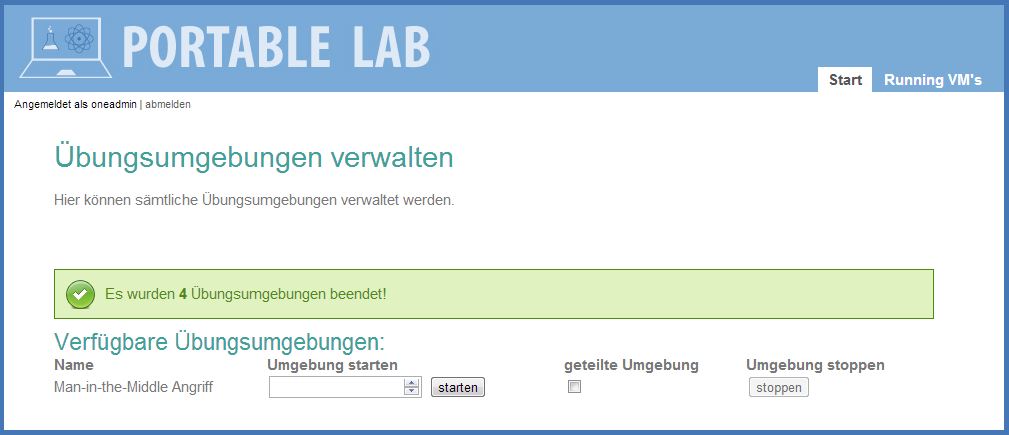 PORTABLE LAB
Start Running VM's
Angemeldet als oneadmin | abmelden
Übungsumgebungen verwalten
Hier können sämtliche Übungsumgebungen verwaltet werden.
Es wurden 4 Übungsumgebungen beendet!
Verfügbare Übungsumgebungen:
Name Umgebung starten geteilte Umgebung Umgebung stoppen
Man-in-the-Middle Angriff starten stoppen